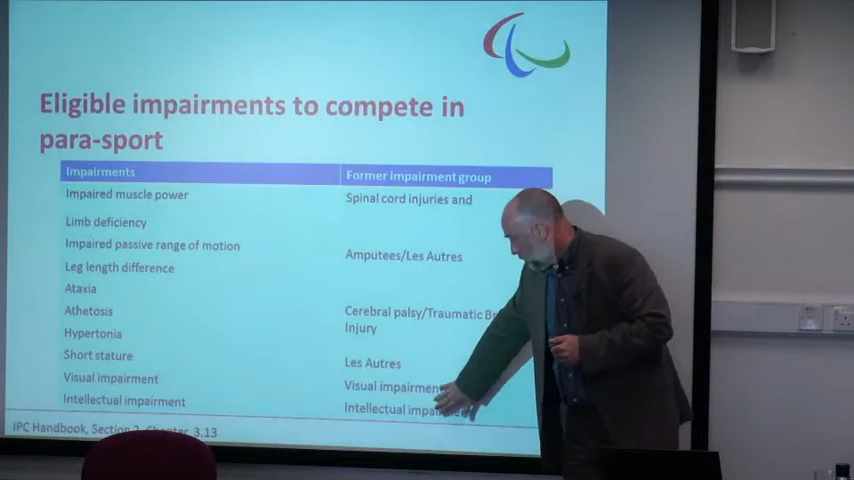 Eligible impairments to compete in
para-sport
Impairments Former impairment group
Impaired muscle power Spinal cord injuries and
Limb deficiency
Impaired passive range of motion Amputees/Les Autres
Leg length difference
Ataxia
Athetosis Cerebral palsy/Traumatic
Hypertonia Injury
Short stature Les Autres
Visual impairment Visual impairment
Intellectual impairment Intellectual
IPC Handbook, Section 3.13